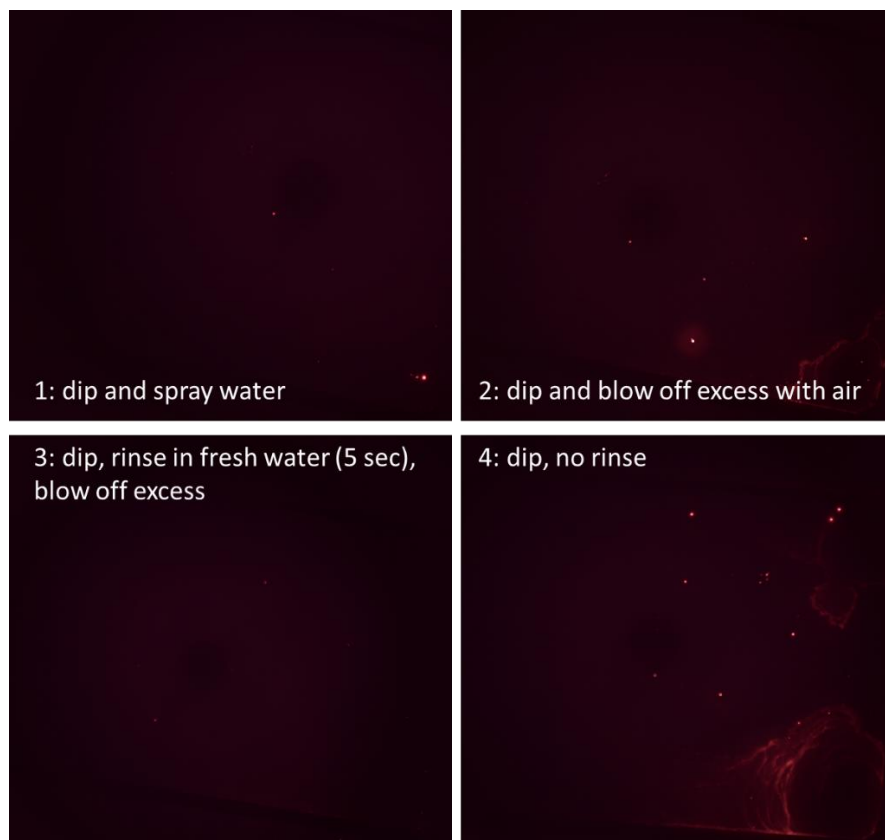 1: dip and spray water
2: dip and blow off excess with air
3: dip, rinse in fresh water (5 sec),
blow off excess
4: dip, no rinse